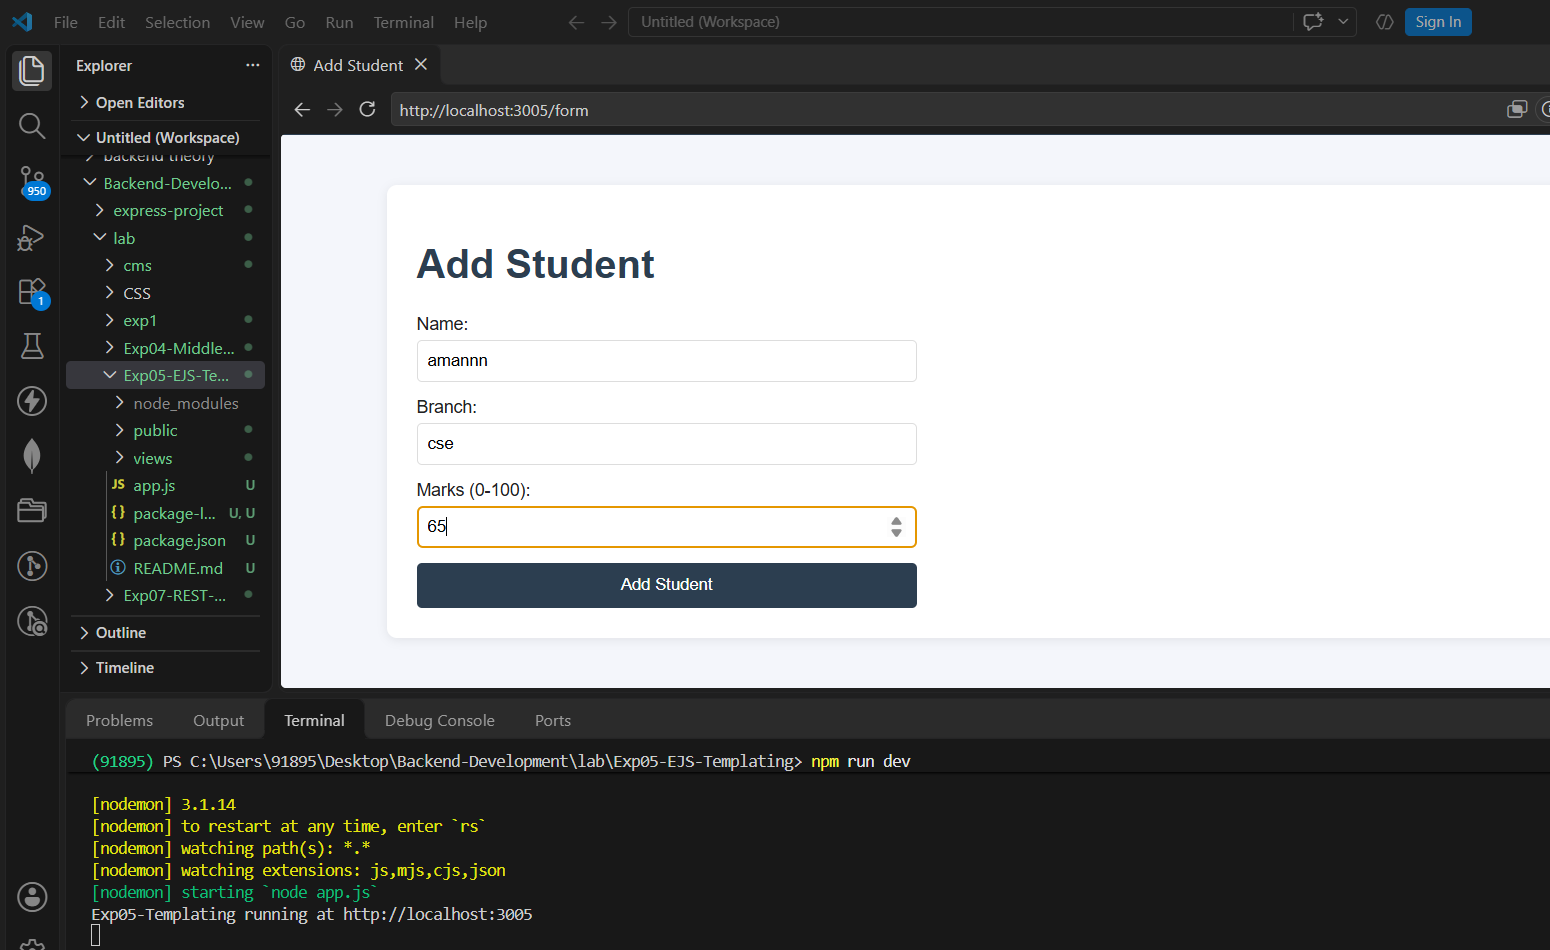 File Edit Selection View Go Run Terminal Help
Untitled (Workspace)
Sign In
Explorer
Open Editors
Untitled (Workspace)
backend theory
Backend-Develo...
express-project
lab
cms
CSS
exp1
Exp04-Middle...
Exp05-EJS-Te...
node_modules
public
views
JS app.js U
{} package-l... U, U
{} package.json U
README.md U
Exp07-REST-...
Outline
Timeline
950
1
Add Student
http://localhost:3005/form
Add Student
Name:
amannn
Branch:
cse
Marks (0-100):
65
Add Student
Problems Output Terminal Debug Console Ports
(91895) PS C:\Users\91895\Desktop\Backend-Development\lab\Exp05-EJS-Templating> npm run dev
[nodemon] 3.1.14
[nodemon] to restart at any time, enter `rs`
[nodemon] watching path(s): *.*
[nodemon] watching extensions: js,mjs,cjs,json
[nodemon] starting `node app.js`
Exp05-Templating running at http://localhost:3005